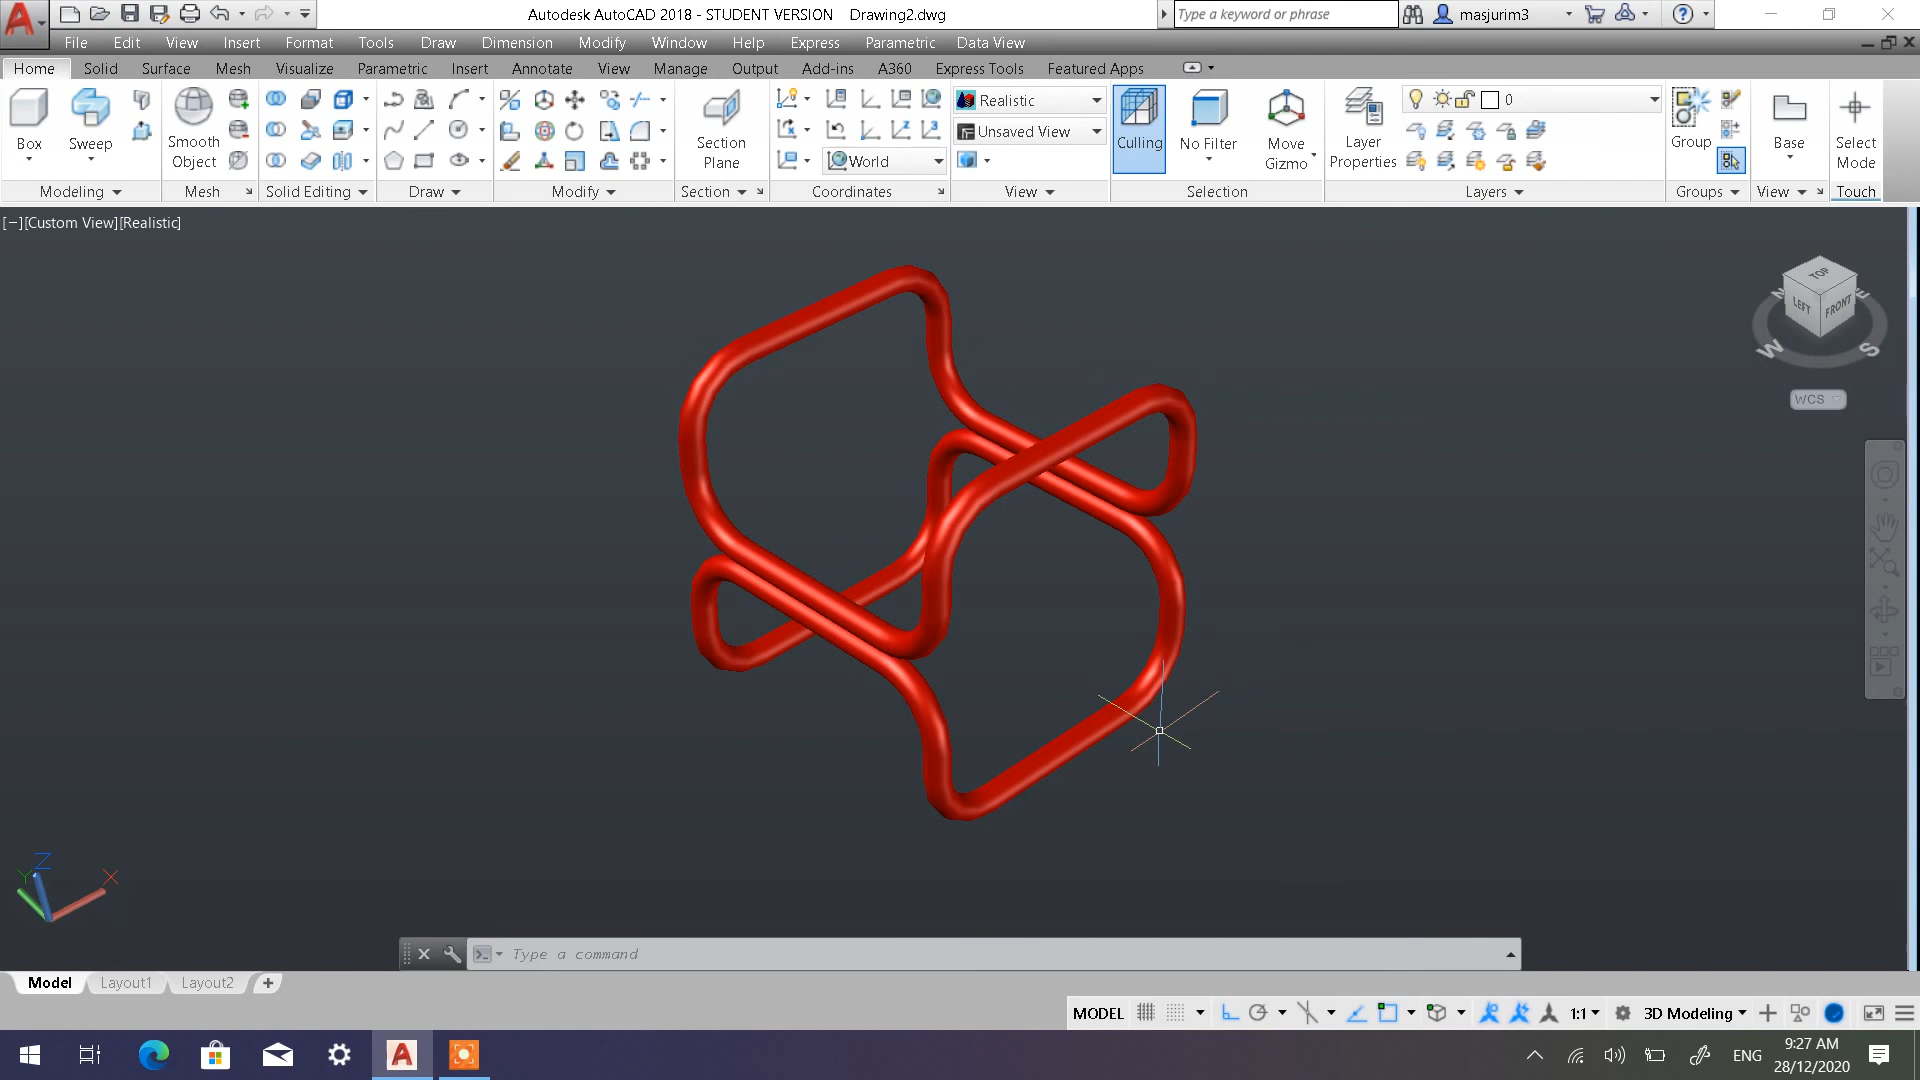 Autodesk AutoCAD 2018 - STUDENT VERSION Drawing2.dwg
Type a keyword or phrase
masjurim3
File Edit View Insert Format Tools Draw Dimension Modify Window Help Express Parametric Data View
Home Solid Surface Mesh Visualize Parametric Insert Annotate View Manage Output Add-ins A360 Express Tools Featured Apps
Box
Sweep
Smooth Object
Section Plane
World
Realistic
Unsaved View
Culling
No Filter
Move Gizmo
Layer Properties
0
Group
Base
Select Mode
Modeling Mesh Solid Editing Draw Modify Section Coordinates View Selection Layers Groups View Touch
[−][Custom View][Realistic]
TOP
LEFT FRONT
N E
W S
WCS
Z
Y X
Type a command
Model Layout1 Layout2 +
MODEL 1:1 3D Modeling
ENG
9:27 AM
28/12/2020